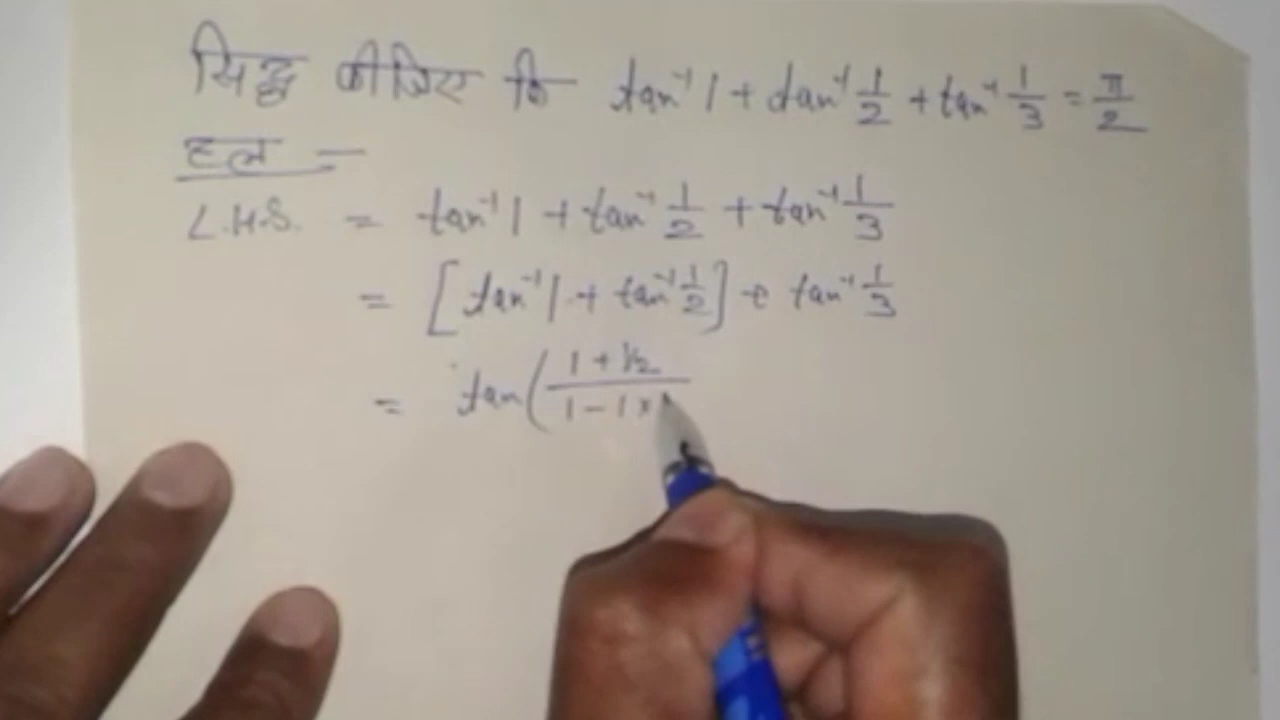 सिद्ध कीजिए कि tan⁻¹1 + tan⁻¹ 1/2 + tan⁻¹ 1/3 = π/2
हल –
L.H.S. = tan⁻¹1 + tan⁻¹ 1/2 + tan⁻¹ 1/3
= [tan⁻¹1 + tan⁻¹ 1/2] + tan⁻¹ 1/3
= tan( (1 + 1/2)/(1 – 1 ×